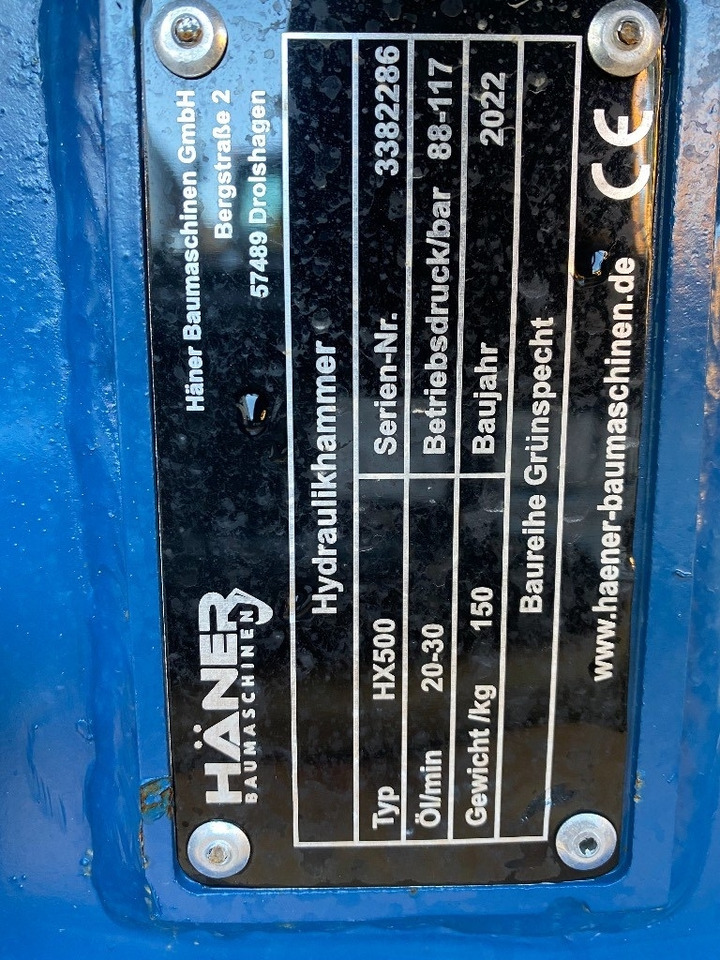 HÄNER
BAUMASCHINEN
Häner Baumaschinen GmbH
Bergstraße 2
57489 Drolshagen
Hydraulikhammer
Typ HX500 Serien-Nr. 3382286
Öl/min 20-30 Betriebsdruck/bar 88-117
Gewicht /kg 150 Baujahr 2022
Baureihe Grünspecht
www.haener-baumaschinen.de CE